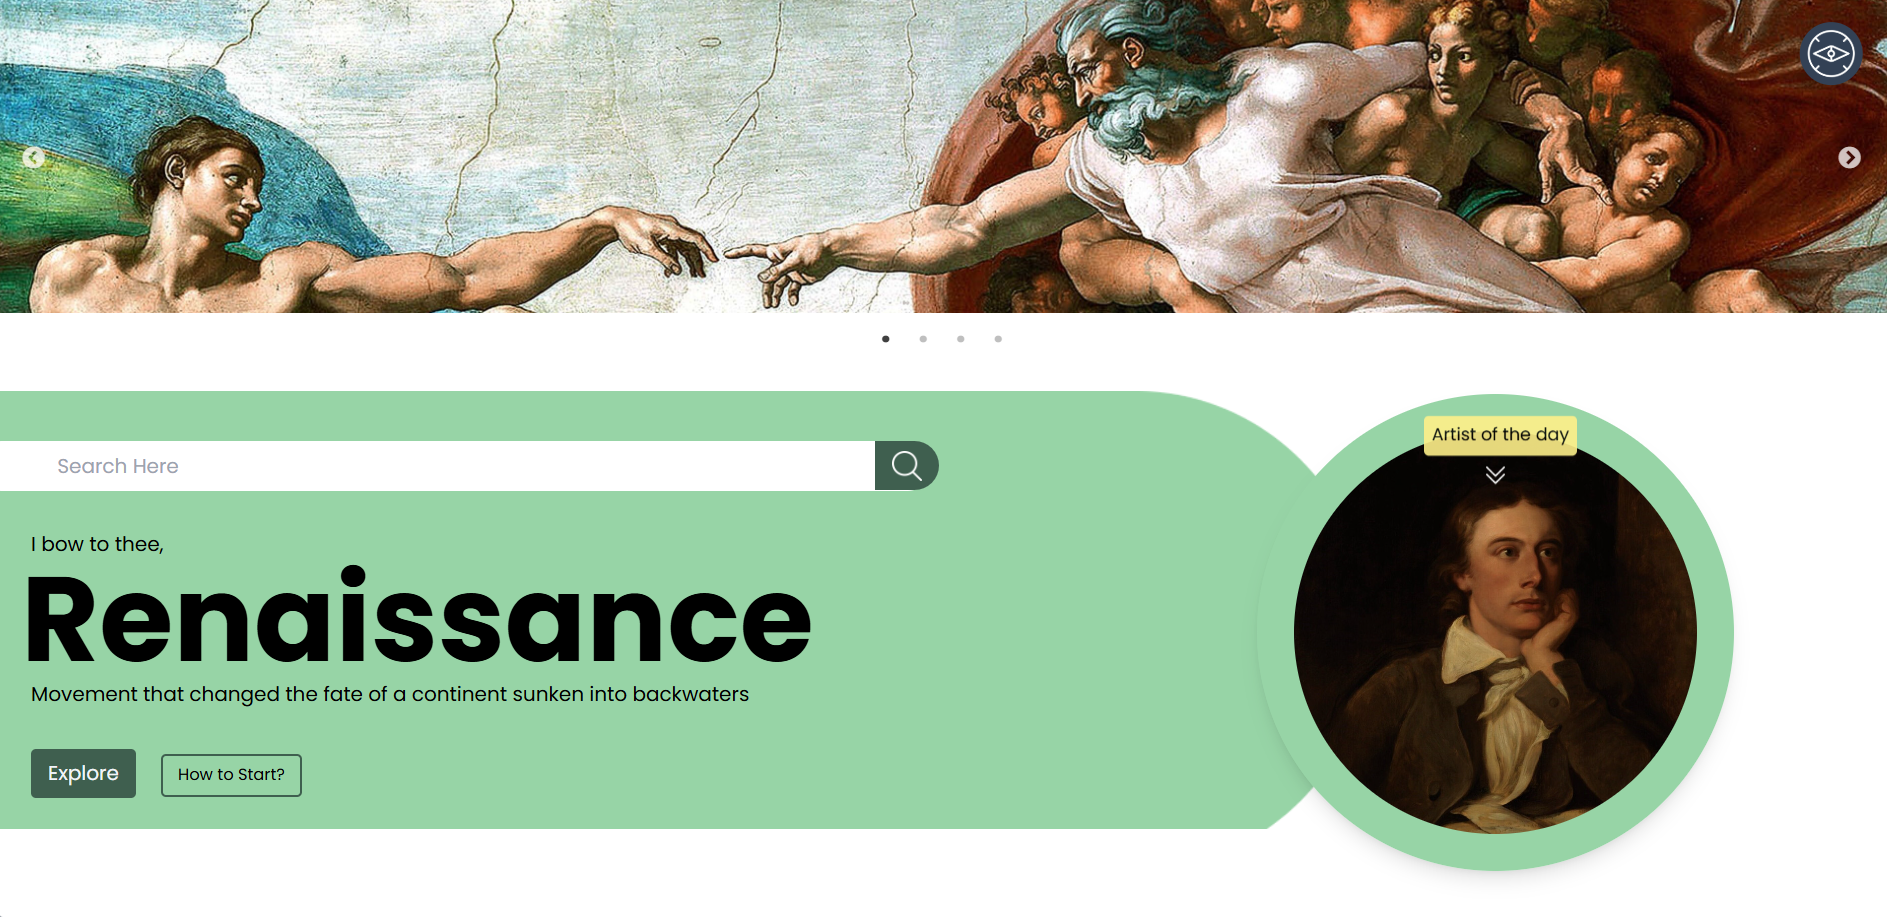 Search Here
Artist of the day
I bow to thee,
Renaissance
Movement that changed the fate of a continent sunken into backwaters
Explore
How to Start?